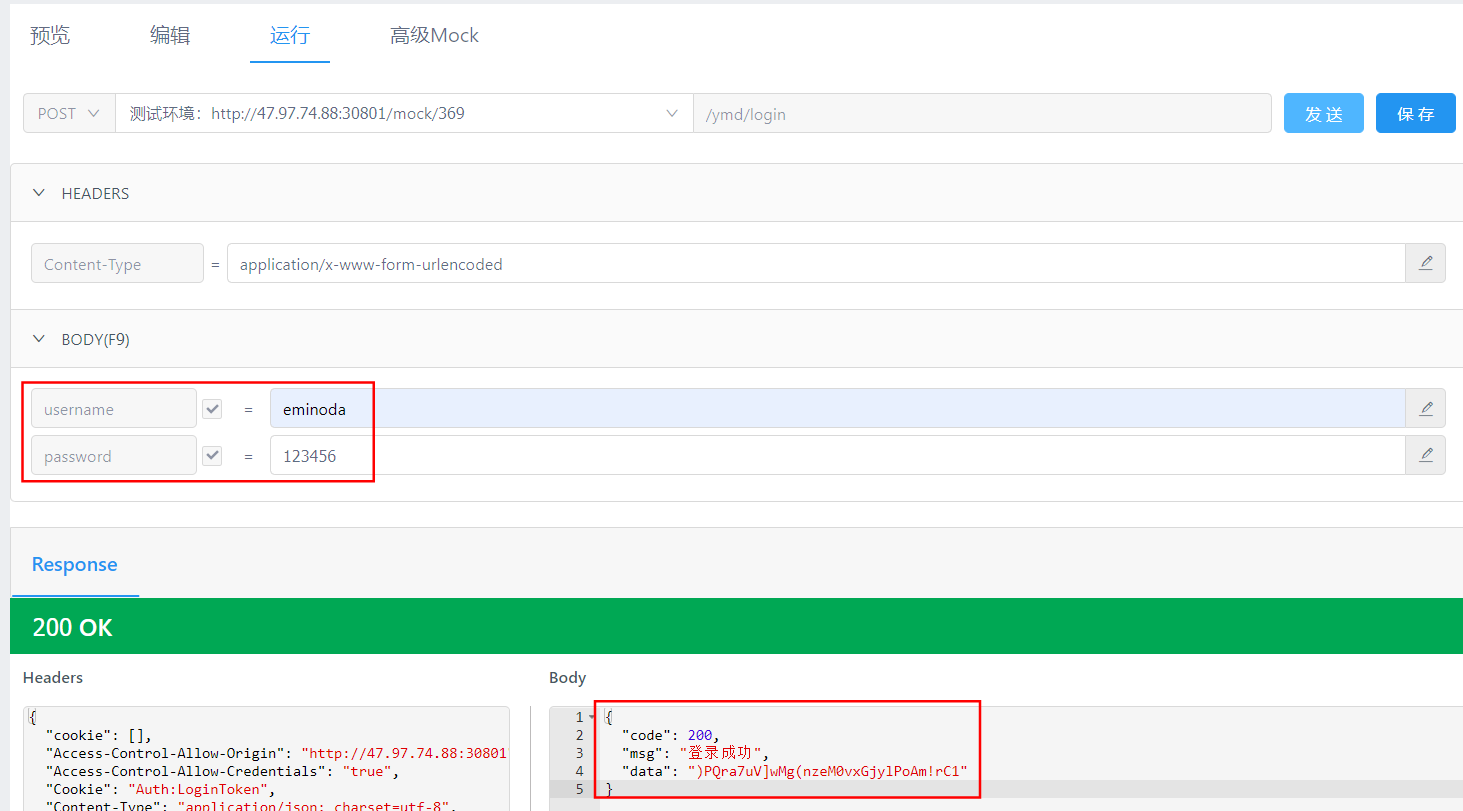 预览 编辑 运行 高级Mock
POST 测试环境：http://47.97.74.88:30801/mock/369 /ymd/login 发 送 保 存
HEADERS
Content-Type = application/x-www-form-urlencoded
BODY(F9)
username = eminoda
password = 123456
Response
200 OK
Headers
{
"cookie": [],
"Access-Control-Allow-Origin": "http://47.97.74.88:30801"
"Access-Control-Allow-Credentials": "true",
"Cookie": "Auth:LoginToken",
"Content-Type": "application/json; charset=utf-8",
Body
1 {
2 "code": 200,
3 "msg": "登录成功",
4 "data": ")PQra7uV]wMg(nzeM0vxGjylPoAm!rC1"
5 }